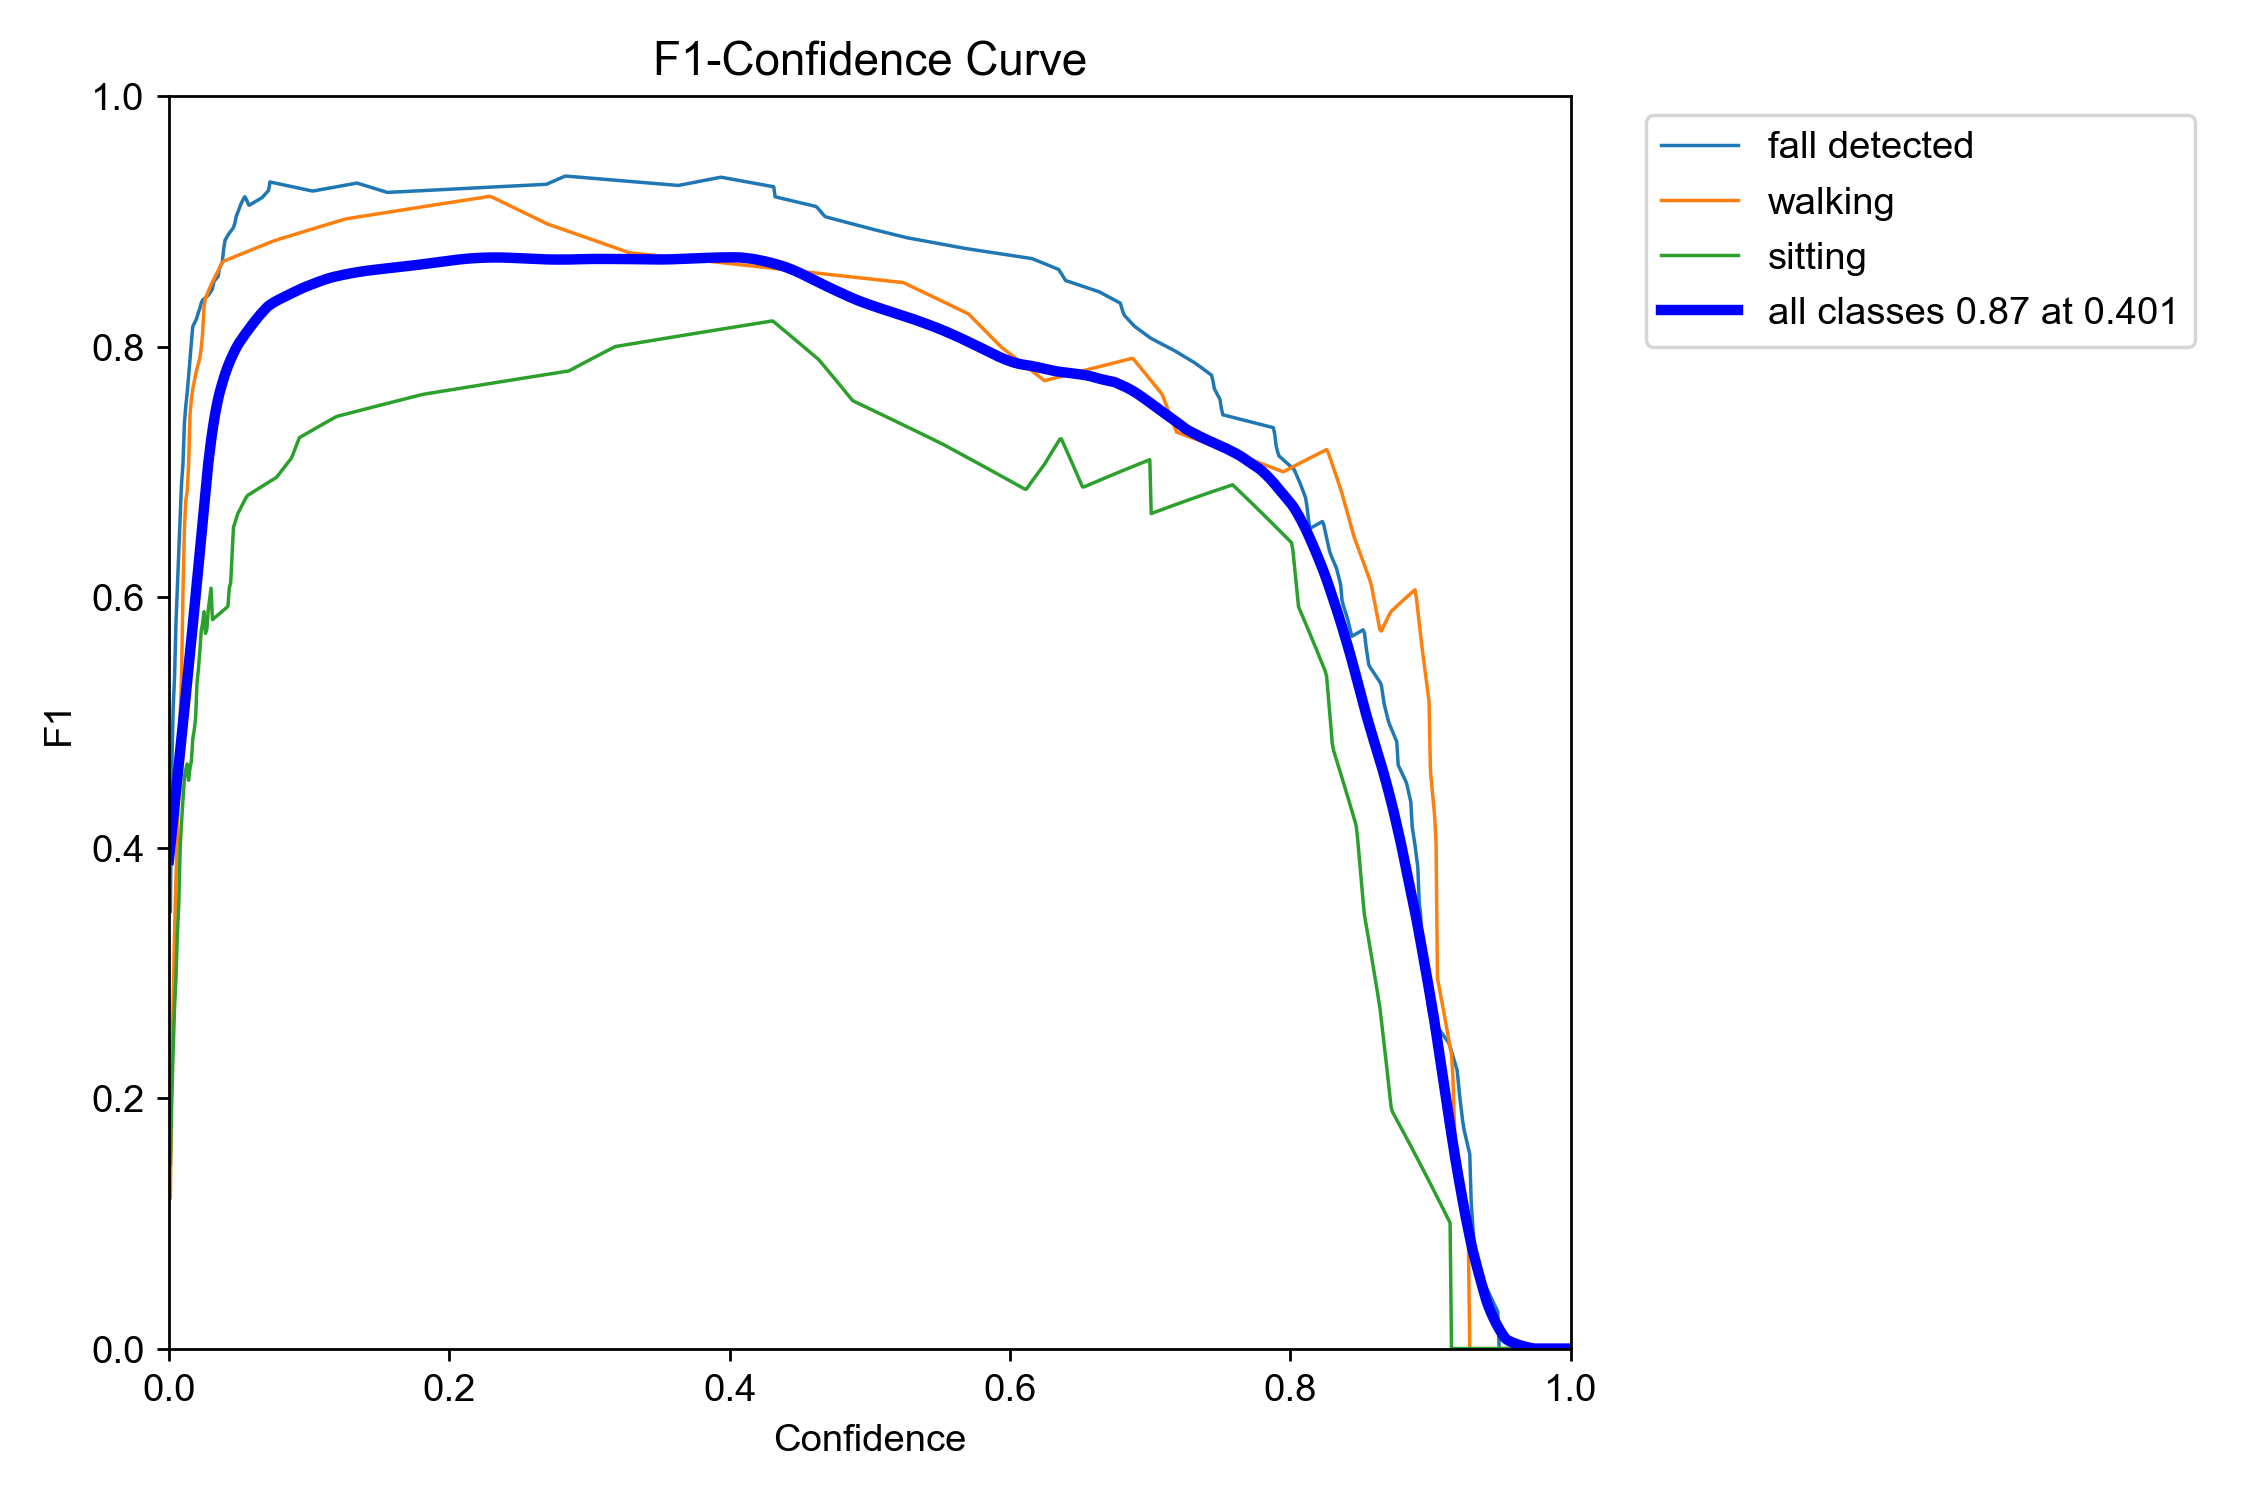 F1-Confidence Curve
1.0
0.8
0.6
0.4
0.2
0.0
F1
0.0 0.2 0.4 0.6 0.8 1.0
Confidence
fall detected
walking
sitting
all classes 0.87 at 0.401